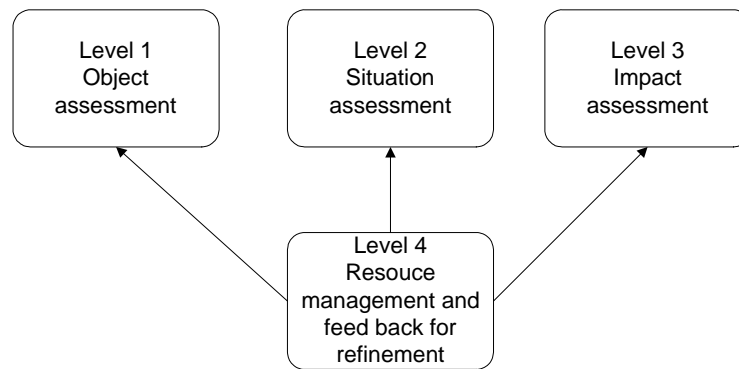 Level 1
Object
assessment
Level 2
Situation
assessment
Level 3
Impact
assessment
Level 4
Resouce
management and
feed back for
refinement